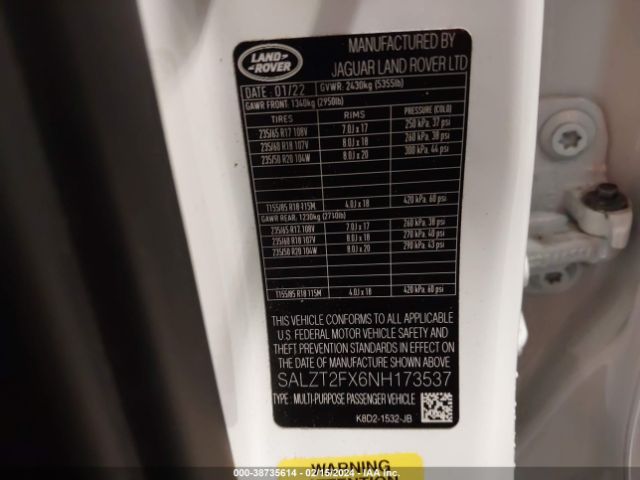 LAND ROVER
MANUFACTURED BY
JAGUAR LAND ROVER LTD
DATE: 01/22 GVWR: 2430kg (5355lb)
GAWR FRONT: 1340kg (2950lb)
TIRES RIMS PRESSURE (COLD)
235/65 R17 108V 7.0J x 17 250 kPa, 37 psi
235/60 R18 107V 8.0J x 18 260 kPa, 38 psi
235/50 R20 104W 8.0J x 20 300 kPa, 44 psi
T155/85 R18 115M 4.0J x 18 420 kPa, 60 psi
GAWR REAR: 1230kg (2710lb)
235/65 R17 108V 7.0J x 17 260 kPa, 38 psi
235/60 R18 107V 8.0J x 18 270 kPa, 40 psi
235/50 R20 104W 8.0J x 20 290 kPa, 43 psi
T155/85 R18 115M 4.0J x 18 420 kPa, 60 psi
THIS VEHICLE CONFORMS TO ALL APPLICABLE
U.S. FEDERAL MOTOR VEHICLE SAFETY AND
THEFT PREVENTION STANDARDS IN EFFECT ON
THE DATE OF MANUFACTURE SHOWN ABOVE
SALZT2FX6NH173537
TYPE: MULTI-PURPOSE PASSENGER VEHICLE
K8D2-1532-JB
WARNING
000-38735614 - 02/15/2024 - IAA Inc.